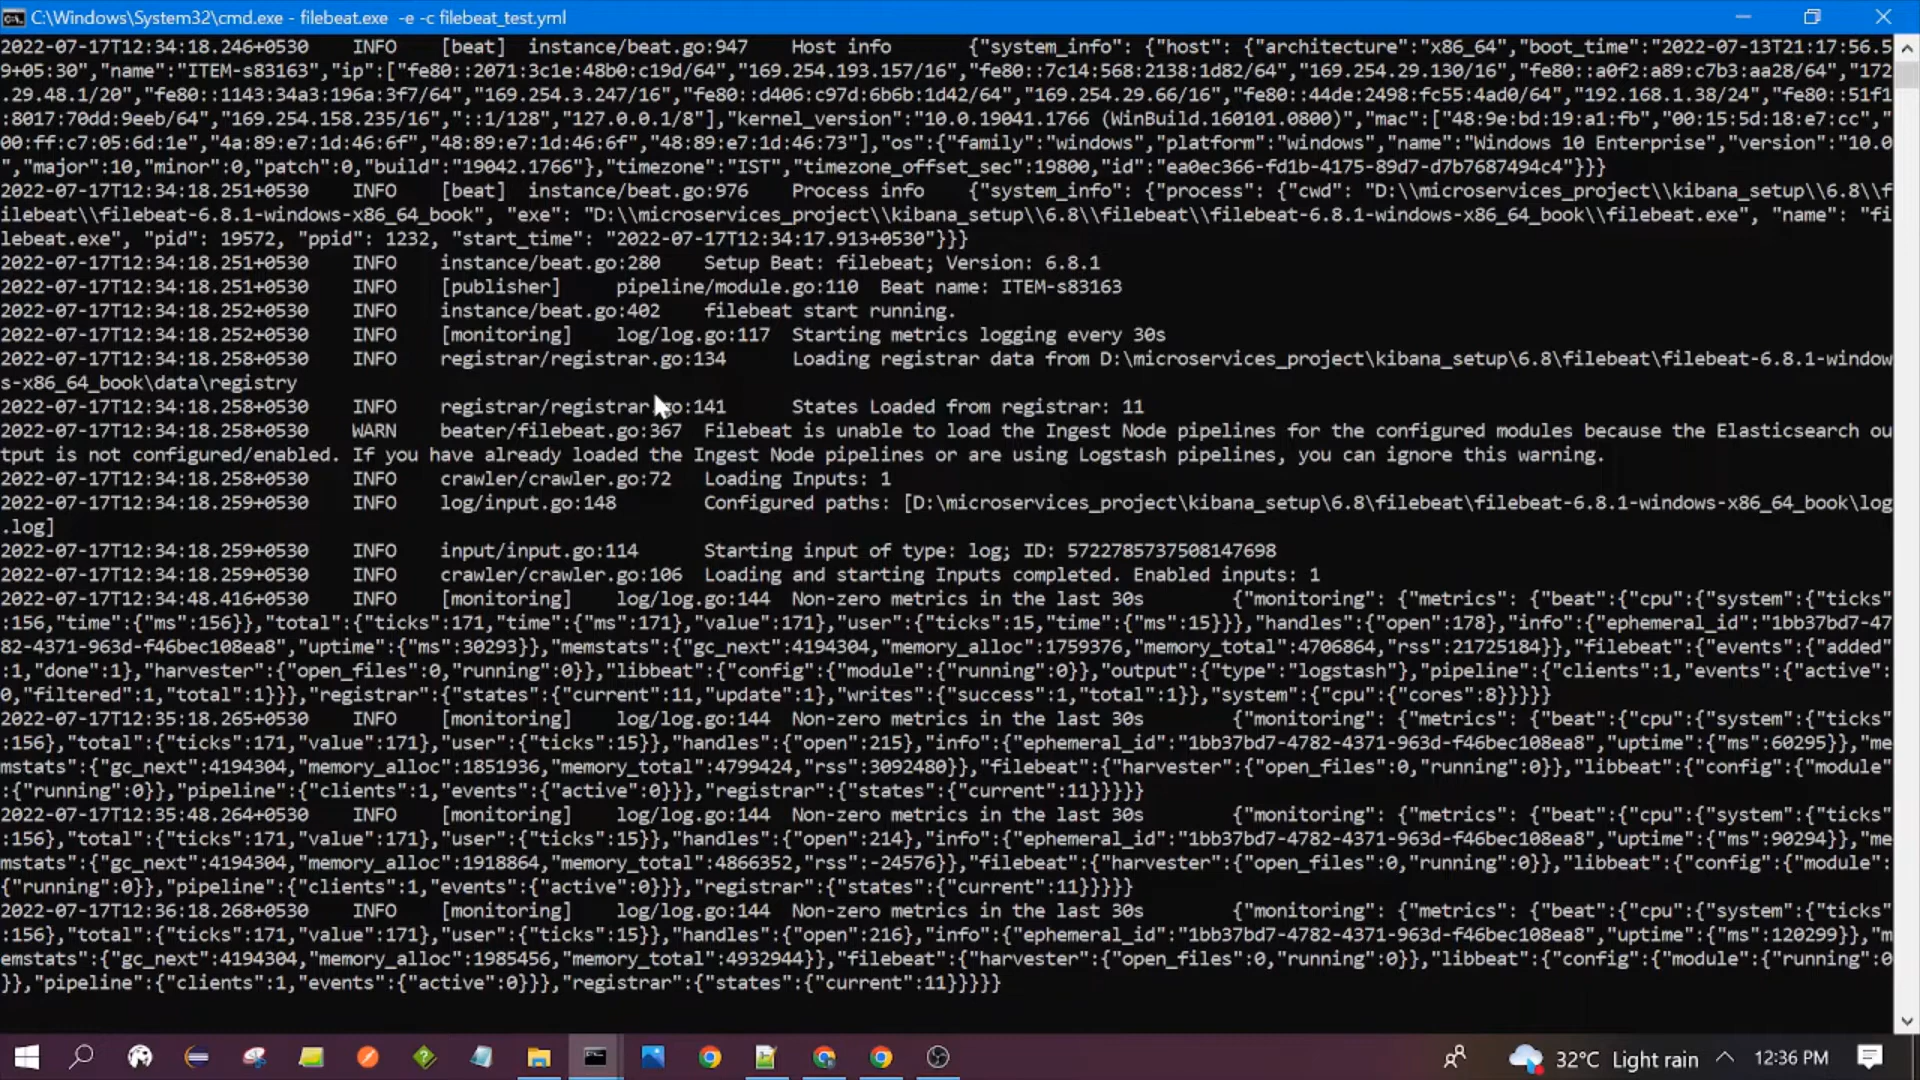 C:\Windows\System32\cmd.exe - filebeat.exe  -e -c filebeat_test.yml
2022-07-17T12:34:18.246+0530    INFO    [beat]  instance/beat.go:947    Host info       {"system_info": {"host": {"architecture":"x86_64","boot_time":"2022-07-13T21:17:56.5
9+05:30","name":"ITEM-s83163","ip":["fe80::2071:3c1e:48b0:c19d/64","169.254.193.157/16","fe80::7c14:568:2138:1d82/64","169.254.29.130/16","fe80::a0f2:a89:c7b3:aa28/64","172
.29.48.1/20","fe80::1143:34a3:196a:3f7/64","169.254.3.247/16","fe80::d406:c97d:6b6b:1d42/64","169.254.29.66/16","fe80::44de:2498:fc55:4ad0/64","192.168.1.38/24","fe80::51f1
:8017:70dd:9eeb/64","169.254.158.235/16","::1/128","127.0.0.1/8"],"kernel_version":"10.0.19041.1766 (WinBuild.160101.0800)","mac":["48:9e:bd:19:a1:fb","00:15:5d:18:e7:cc","
00:ff:c7:05:6d:1e","4a:89:e7:1d:46:6f","48:89:e7:1d:46:6f","48:89:e7:1d:46:73"],"os":{"family":"windows","platform":"windows","name":"Windows 10 Enterprise","version":"10.0
","major":10,"minor":0,"patch":0,"build":"19042.1766"},"timezone":"IST","timezone_offset_sec":19800,"id":"ea0ec366-fd1b-4175-89d7-d7b7687494c4"}}}
2022-07-17T12:34:18.251+0530    INFO    [beat]  instance/beat.go:976    Process info    {"system_info": {"process": {"cwd": "D:\\microservices_project\\kibana_setup\\6.8\\f
ilebeat\\filebeat-6.8.1-windows-x86_64_book", "exe": "D:\\microservices_project\\kibana_setup\\6.8\\filebeat\\filebeat-6.8.1-windows-x86_64_book\\filebeat.exe", "name": "fi
lebeat.exe", "pid": 19572, "ppid": 1232, "start_time": "2022-07-17T12:34:17.913+0530"}}}
2022-07-17T12:34:18.251+0530    INFO    instance/beat.go:280    Setup Beat: filebeat; Version: 6.8.1
2022-07-17T12:34:18.251+0530    INFO    [publisher]     pipeline/module.go:110  Beat name: ITEM-s83163
2022-07-17T12:34:18.252+0530    INFO    instance/beat.go:402    filebeat start running.
2022-07-17T12:34:18.252+0530    INFO    [monitoring]    log/log.go:117  Starting metrics logging every 30s
2022-07-17T12:34:18.258+0530    INFO    registrar/registrar.go:134      Loading registrar data from D:\microservices_project\kibana_setup\6.8\filebeat\filebeat-6.8.1-window
s-x86_64_book\data\registry
2022-07-17T12:34:18.258+0530    INFO    registrar/registrar.go:141      States Loaded from registrar: 11
2022-07-17T12:34:18.258+0530    WARN    beater/filebeat.go:367  Filebeat is unable to load the Ingest Node pipelines for the configured modules because the Elasticsearch ou
tput is not configured/enabled. If you have already loaded the Ingest Node pipelines or are using Logstash pipelines, you can ignore this warning.
2022-07-17T12:34:18.258+0530    INFO    crawler/crawler.go:72   Loading Inputs: 1
2022-07-17T12:34:18.259+0530    INFO    log/input.go:148        Configured paths: [D:\microservices_project\kibana_setup\6.8\filebeat\filebeat-6.8.1-windows-x86_64_book\log
.log]
2022-07-17T12:34:18.259+0530    INFO    input/input.go:114      Starting input of type: log; ID: 5722785737508147698
2022-07-17T12:34:18.259+0530    INFO    crawler/crawler.go:106  Loading and starting Inputs completed. Enabled inputs: 1
2022-07-17T12:34:48.416+0530    INFO    [monitoring]    log/log.go:144  Non-zero metrics in the last 30s        {"monitoring": {"metrics": {"beat":{"cpu":{"system":{"ticks"
:156,"time":{"ms":156}},"total":{"ticks":171,"time":{"ms":171},"value":171},"user":{"ticks":15,"time":{"ms":15}}},"handles":{"open":178},"info":{"ephemeral_id":"1bb37bd7-47
82-4371-963d-f46bec108ea8","uptime":{"ms":30293}},"memstats":{"gc_next":4194304,"memory_alloc":1759376,"memory_total":4706864,"rss":21725184}},"filebeat":{"events":{"added"
:1,"done":1},"harvester":{"open_files":0,"running":0}},"libbeat":{"config":{"module":{"running":0}},"output":{"type":"logstash"},"pipeline":{"clients":1,"events":{"active":
0,"filtered":1,"total":1}}},"registrar":{"states":{"current":11,"update":1},"writes":{"success":1,"total":1}},"system":{"cpu":{"cores":8}}}}}
2022-07-17T12:35:18.265+0530    INFO    [monitoring]    log/log.go:144  Non-zero metrics in the last 30s        {"monitoring": {"metrics": {"beat":{"cpu":{"system":{"ticks"
:156},"total":{"ticks":171,"value":171},"user":{"ticks":15}},"handles":{"open":215},"info":{"ephemeral_id":"1bb37bd7-4782-4371-963d-f46bec108ea8","uptime":{"ms":60295}},"me
mstats":{"gc_next":4194304,"memory_alloc":1851936,"memory_total":4799424,"rss":3092480}},"filebeat":{"harvester":{"open_files":0,"running":0}},"libbeat":{"config":{"module"
:{"running":0}},"pipeline":{"clients":1,"events":{"active":0}}},"registrar":{"states":{"current":11}}}}}
2022-07-17T12:35:48.264+0530    INFO    [monitoring]    log/log.go:144  Non-zero metrics in the last 30s        {"monitoring": {"metrics": {"beat":{"cpu":{"system":{"ticks"
:156},"total":{"ticks":171,"value":171},"user":{"ticks":15}},"handles":{"open":214},"info":{"ephemeral_id":"1bb37bd7-4782-4371-963d-f46bec108ea8","uptime":{"ms":90294}},"me
mstats":{"gc_next":4194304,"memory_alloc":1918864,"memory_total":4866352,"rss":-24576}},"filebeat":{"harvester":{"open_files":0,"running":0}},"libbeat":{"config":{"module":
{"running":0}},"pipeline":{"clients":1,"events":{"active":0}}},"registrar":{"states":{"current":11}}}}}
2022-07-17T12:36:18.268+0530    INFO    [monitoring]    log/log.go:144  Non-zero metrics in the last 30s        {"monitoring": {"metrics": {"beat":{"cpu":{"system":{"ticks"
:156},"total":{"ticks":171,"value":171},"user":{"ticks":15}},"handles":{"open":216},"info":{"ephemeral_id":"1bb37bd7-4782-4371-963d-f46bec108ea8","uptime":{"ms":120299}},"m
emstats":{"gc_next":4194304,"memory_alloc":1985456,"memory_total":4932944}},"filebeat":{"harvester":{"open_files":0,"running":0}},"libbeat":{"config":{"module":{"running":0
}},"pipeline":{"clients":1,"events":{"active":0}}},"registrar":{"states":{"current":11}}}}}
32°C Light rain 12:36 PM